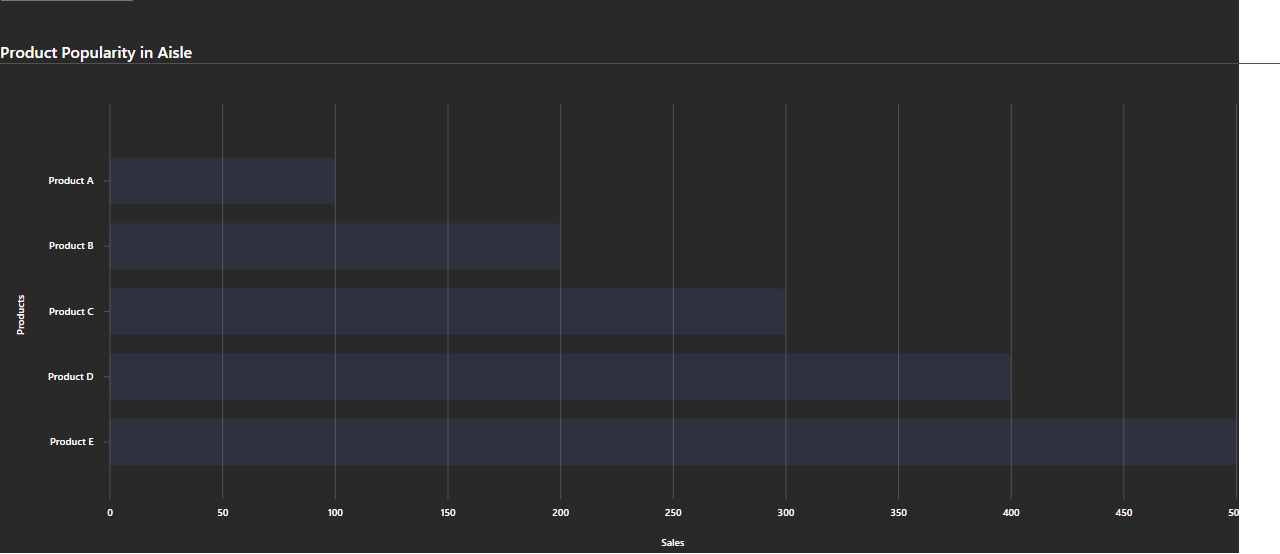 Product Popularity in Aisle
Product A
Product B
Product C
Product D
Product E
Products
0 50 100 150 200 250 300 350 400 450 50
Sales